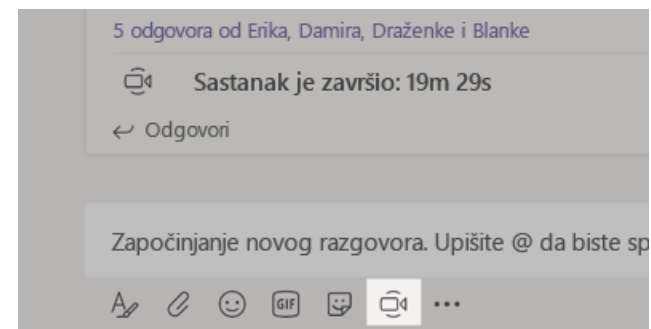 5 odgovora od Erika, Damira, Draženke i Blanke
Sastanak je završio: 19m 29s
Odgovori
Započinjanje novog razgovora. Upišite @ da biste sp
GIF